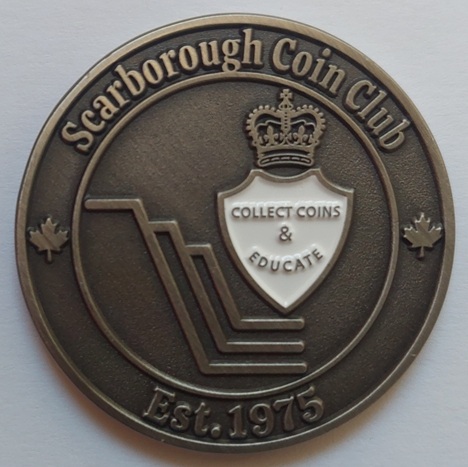 Scarborough Coin Club
COLLECT COINS
&
EDUCATE
Est. 1975